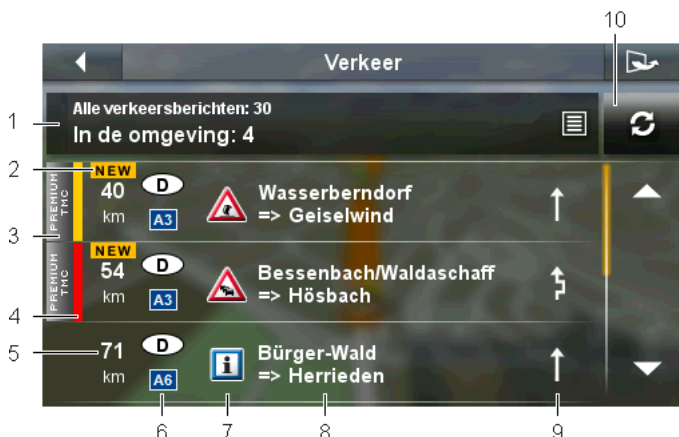 10
Verkeer
Alle verkeersberichten: 30
In de omgeving: 4
1
2
NEW
40
km
D
A3
Wasserberndorf
=> Geiselwind
PREMIUM
TMC
3
NEW
54
km
D
A3
Bessenbach/Waldaschaff
=> Hösbach
PREMIUM
TMC
4
5
71
km
D
A6
i
Bürger-Wald
=> Herrieden
6 7 8 9